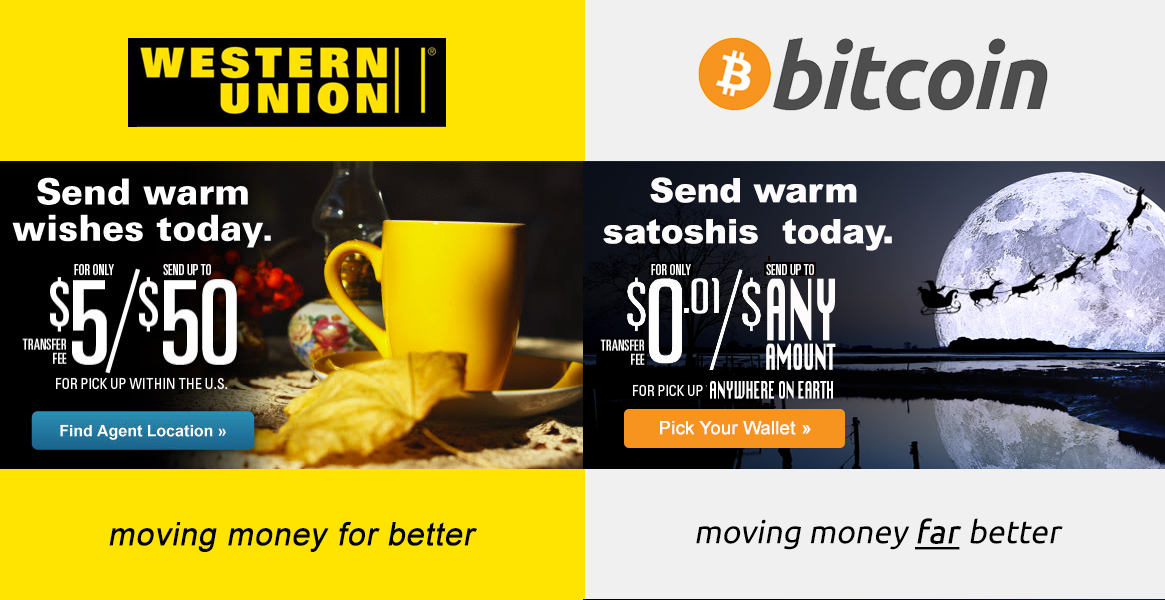 WESTERN
UNION®
Send warm
wishes today.
FOR ONLY SEND UP TO
$5/$50
TRANSFER
FEE
FOR PICK UP WITHIN THE U.S.
Find Agent Location »
moving money for better
bitcoin
Send warm
satoshis today.
FOR ONLY SEND UP TO
$0.01/$ANY
AMOUNT
TRANSFER
FEE
FOR PICK UP ANYWHERE ON EARTH
Pick Your Wallet »
moving money far better